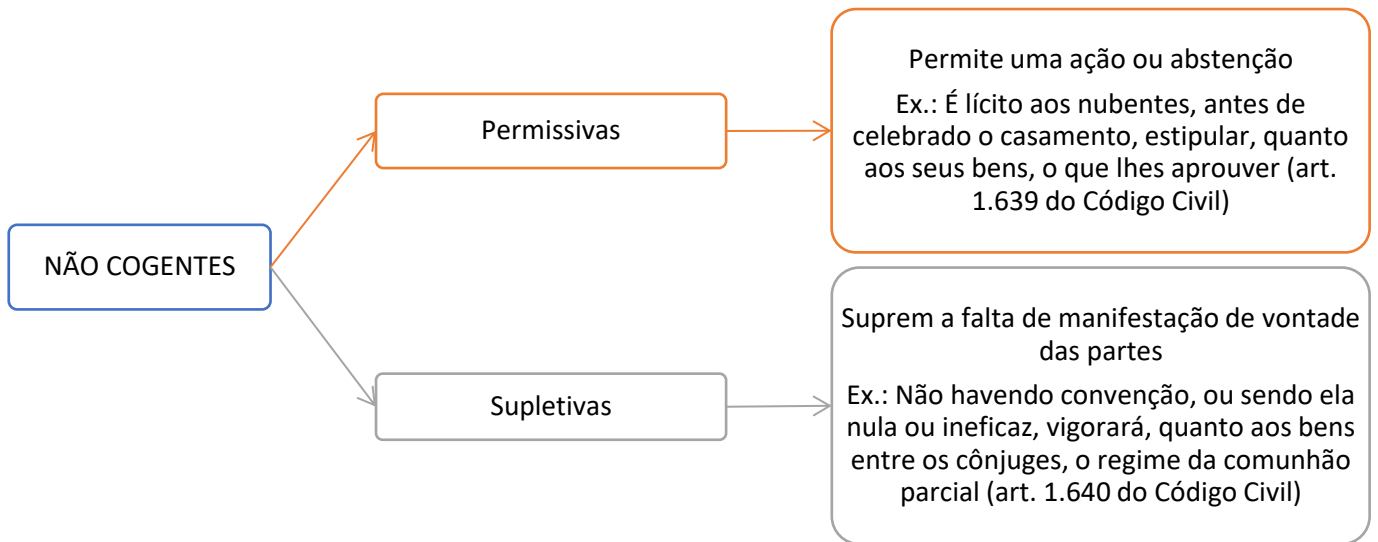 NÃO COGENTES
Permissivas
Permite uma ação ou abstenção
Ex.: É lícito aos nubentes, antes de
celebrado o casamento, estipular, quanto
aos seus bens, o que lhes aprouver (art.
1.639 do Código Civil)
Supletivas
Suprem a falta de manifestação de vontade
das partes
Ex.: Não havendo convenção, ou sendo ela
nula ou ineficaz, vigorará, quanto aos bens
entre os cônjuges, o regime da comunhão
parcial (art. 1.640 do Código Civil)